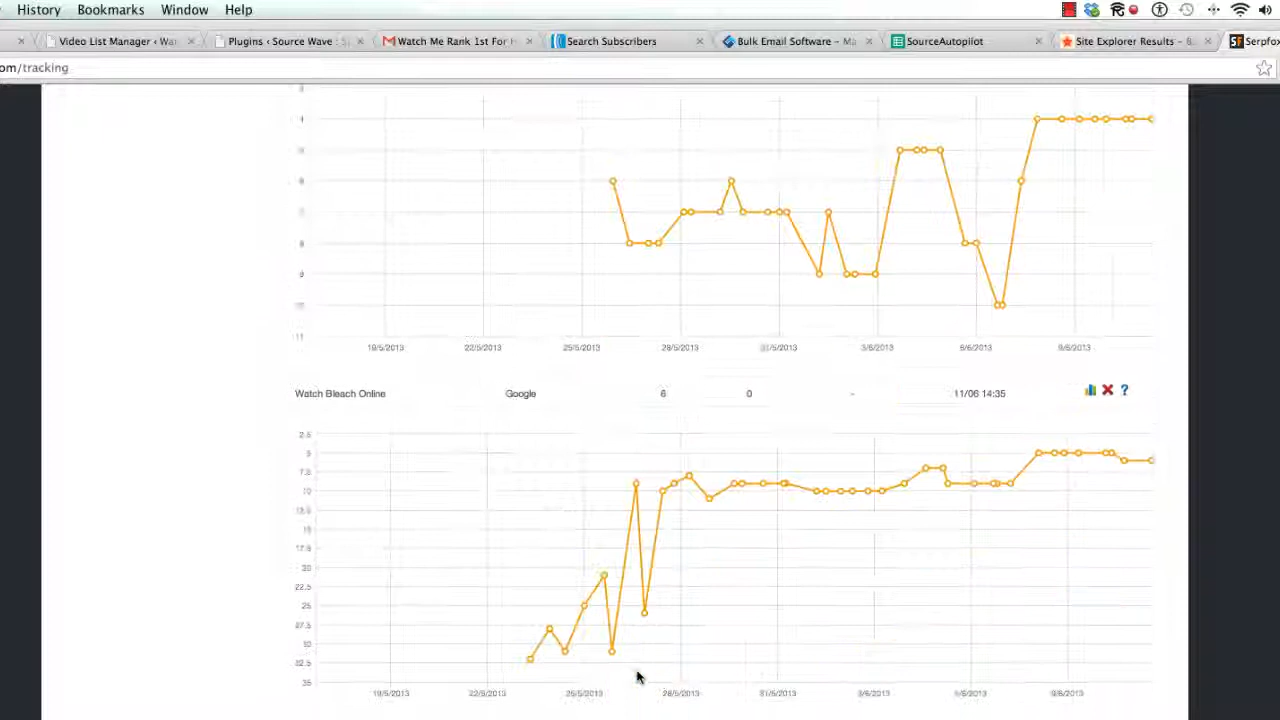 History Bookmarks Window Help
Video List Manager ‹ Wa Plugins ‹ Source Wave : S Watch Me Rank 1st For Search Subscribers Bulk Email Software – Ma SourceAutopilot Site Explorer Results – Serpfox
om/tracking
4
10
11
19/5/2013 22/5/2013 25/5/2013 28/5/2013 31/5/2013 3/6/2013 6/6/2013 9/6/2013
Watch Bleach Online Google 6 0 - 11/06 14:35
2.5
5
7.5
10
12.5
15
17.5
20
22.5
25
27.5
30
32.5
35
19/5/2013 22/5/2013 25/5/2013 28/5/2013 31/5/2013 3/6/2013 6/6/2013 9/6/2013